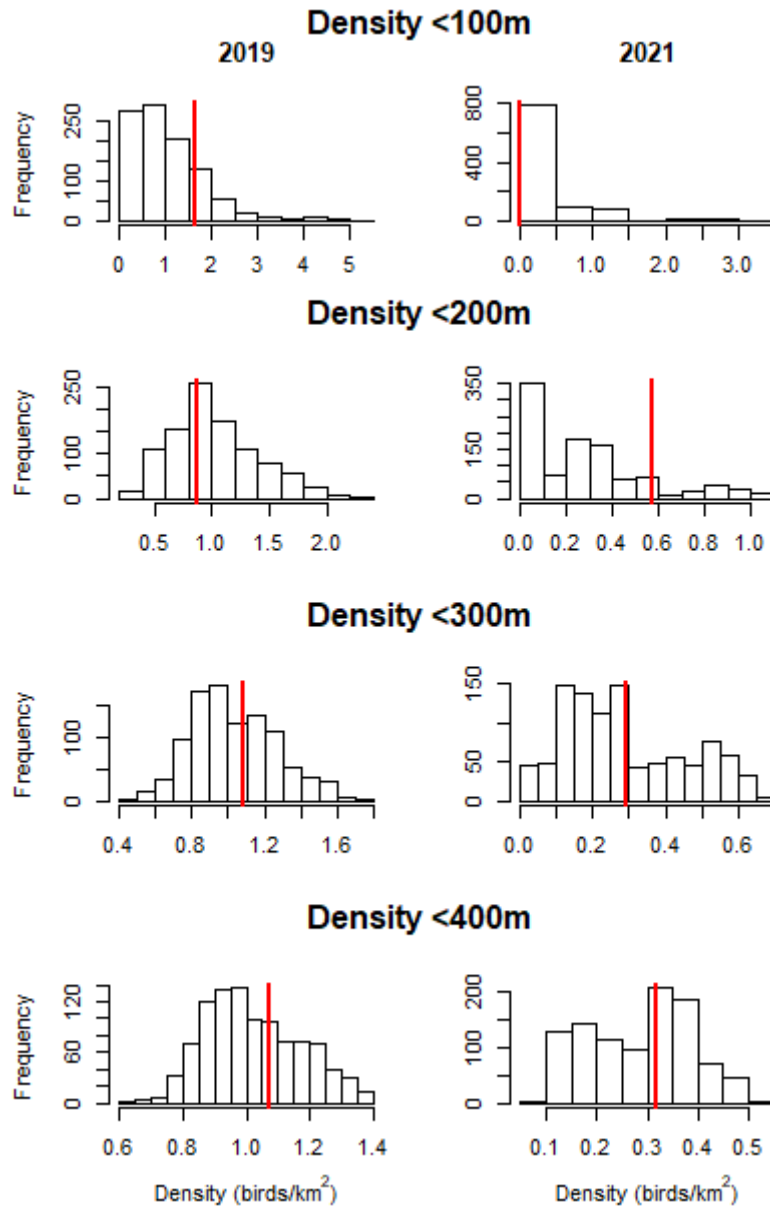 Density <100m
2019 2021
Frequency
250
100
0
0 1 2 3 4 5
800
400
0
0.0 1.0 2.0 3.0
Density <200m
Frequency
250
100
0
0.5 1.0 1.5 2.0
350
150
0
0.0 0.2 0.4 0.6 0.8 1.0
Density <300m
Frequency
100
0
0.4 0.8 1.2 1.6
150
50
0
0.0 0.2 0.4 0.6
Density <400m
Frequency
120
60
0
0.6 0.8 1.0 1.2 1.4
Density (birds/km²)
200
100
0
0.1 0.2 0.3 0.4 0.5
Density (birds/km²)